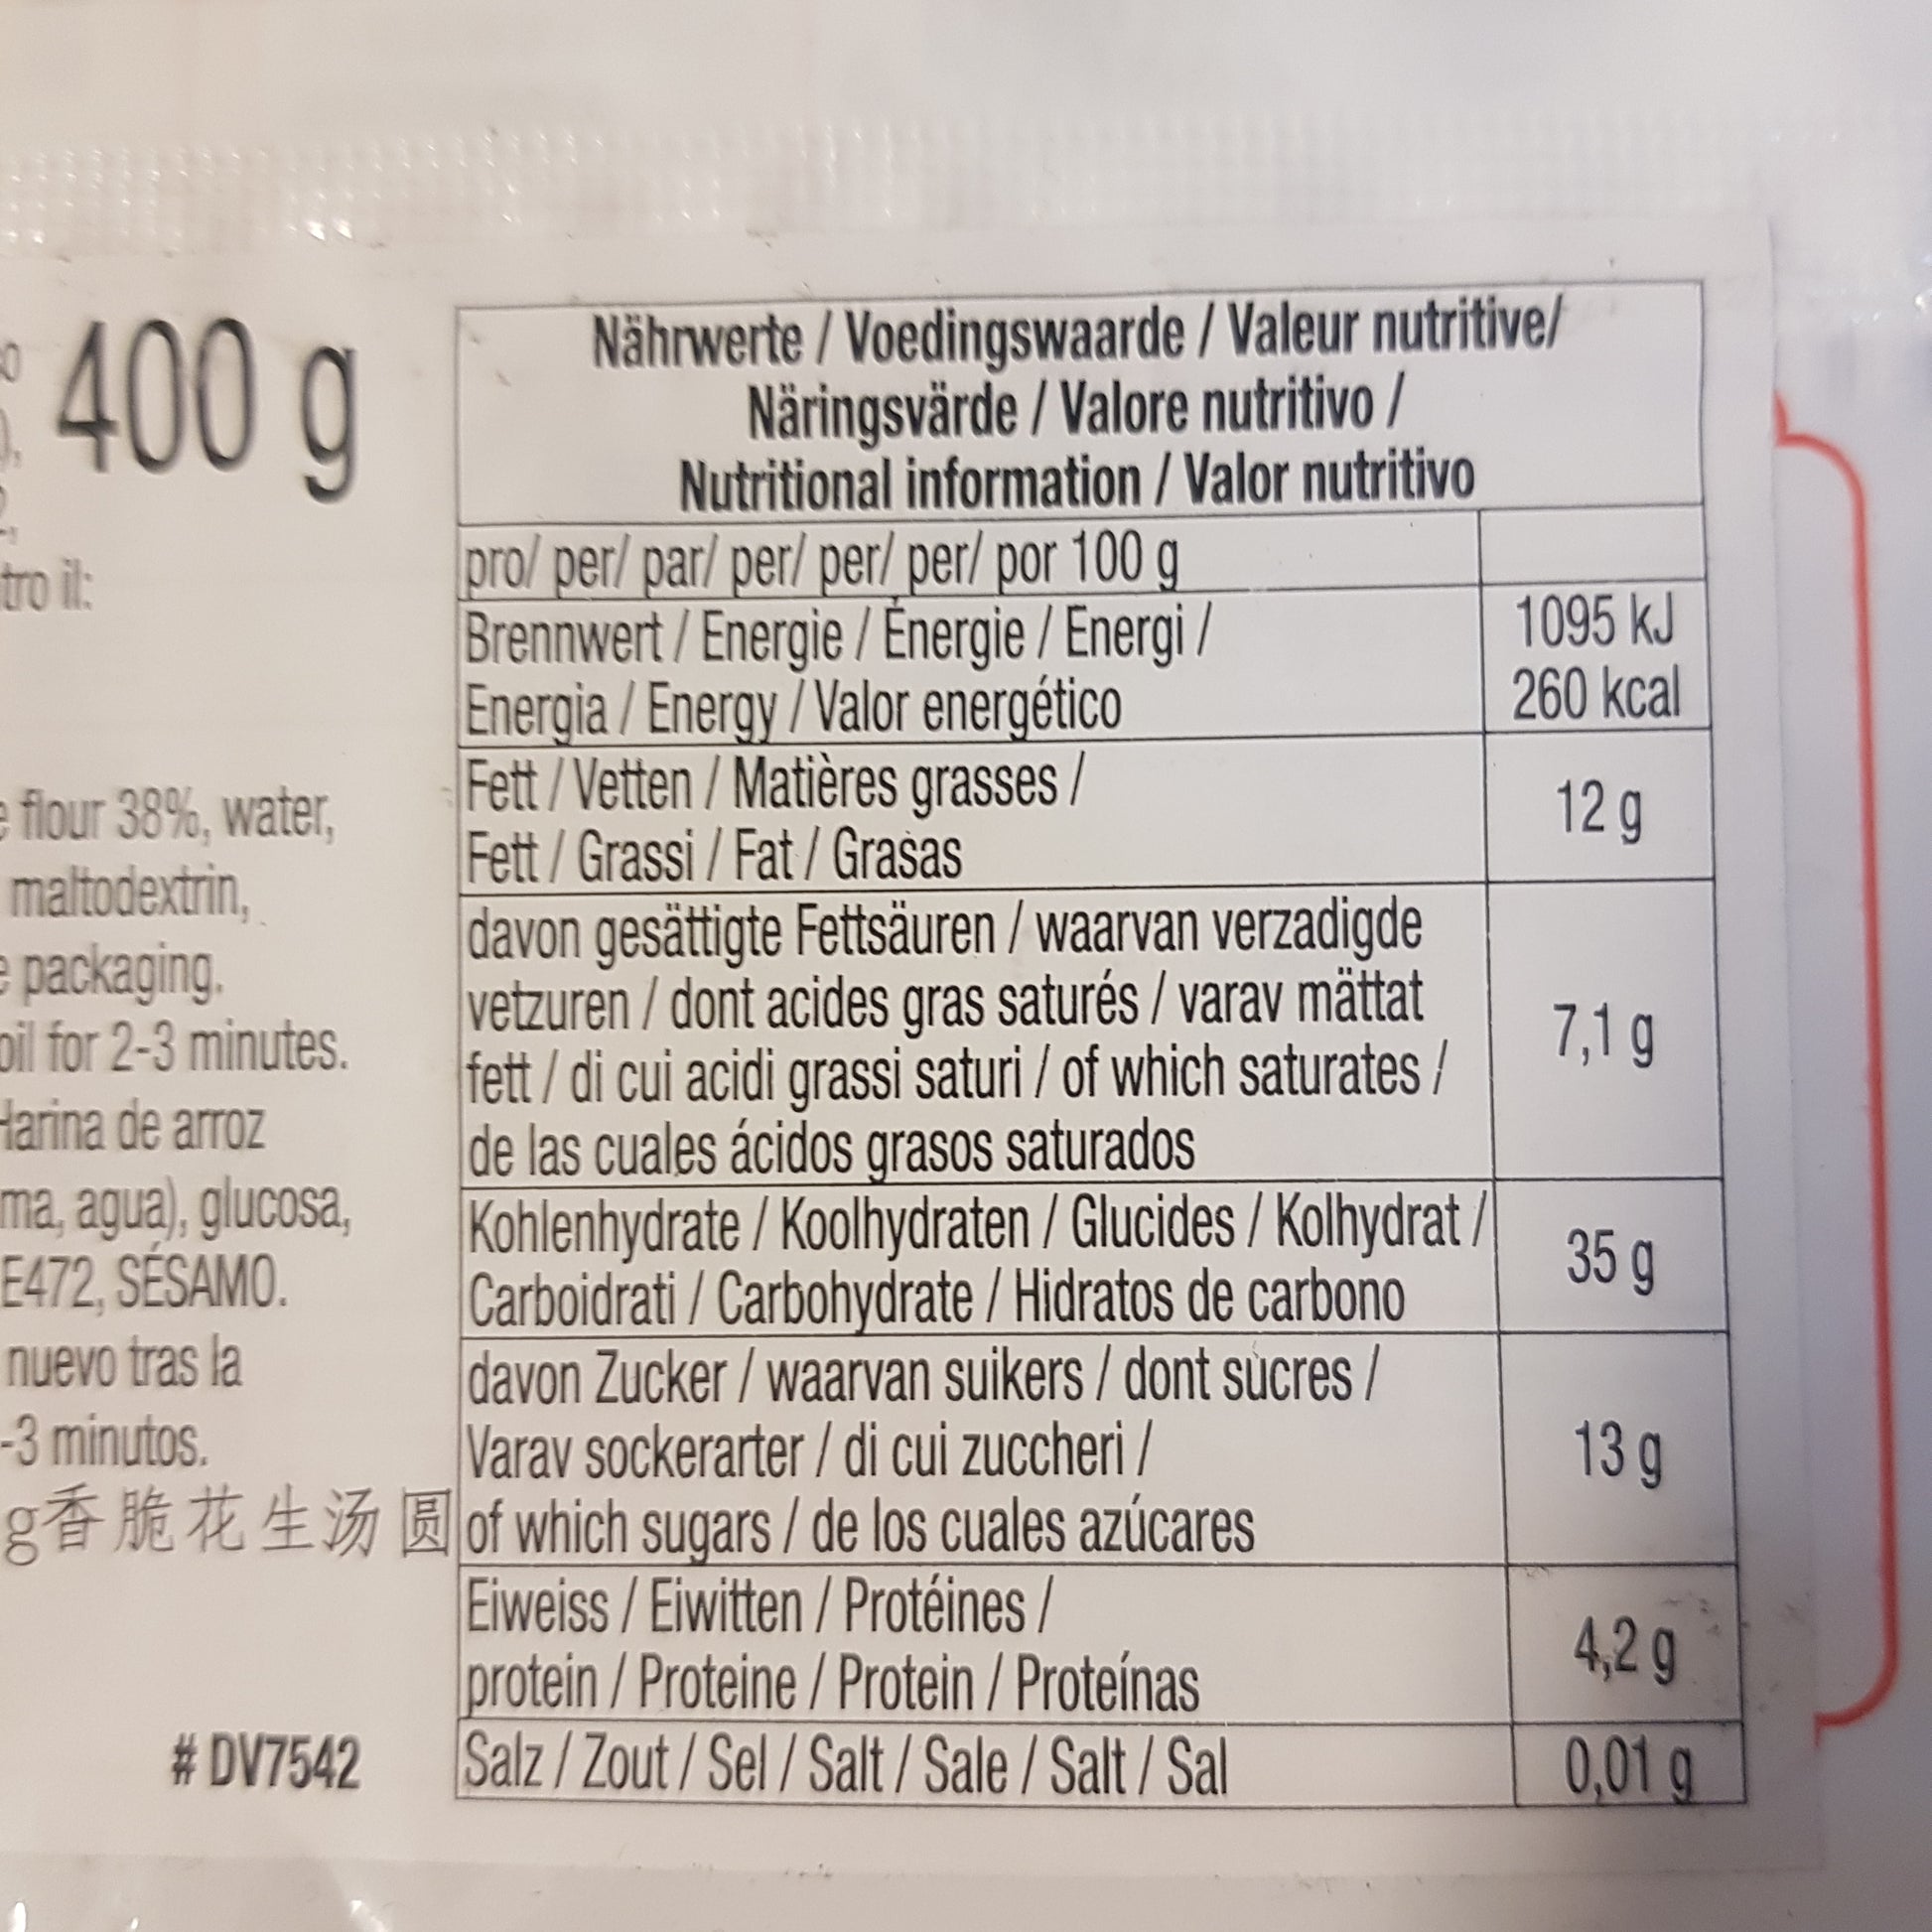 400 g
tro il:
flour 38%, water,
maltodextrin,
packaging.
for 2-3 minutes.
de arroz
agua), glucosa,
E472, SÉSAMO.
nuevo tras la
-3 minutos.
g香脆花生汤圆
# DV7542
Nährwerte / Voedingswaarde / Valeur nutritive/
Näringsvärde / Valore nutritivo /
Nutritional information / Valor nutritivo
pro/ per/ par/ per/ per/ per/ por 100 g
Brennwert / Energie / Énergie / Energi /
Energia / Energy / Valor energético
1095 kJ
260 kcal
Fett / Vetten / Matières grasses /
Fett / Grassi / Fat / Grasas
12 g
davon gesättigte Fettsäuren / waarvan verzadigde
vetzuren / dont acides gras saturés / varav mättat
fett / di cui acidi grassi saturi / of which saturates /
de las cuales ácidos grasos saturados
7,1 g
Kohlenhydrate / Koolhydraten / Glucides / Kolhydrat /
Carboidrati / Carbohydrate / Hidratos de carbono
35 g
davon Zucker / waarvan suikers / dont sucres /
Varav sockerarter / di cui zuccheri /
of which sugars / de los cuales azúcares
13 g
Eiweiss / Eiwitten / Protéines /
protein / Proteine / Protein / Proteínas
4,2 g
Salz / Zout / Sel / Salt / Sale / Salt / Sal
0,01 g